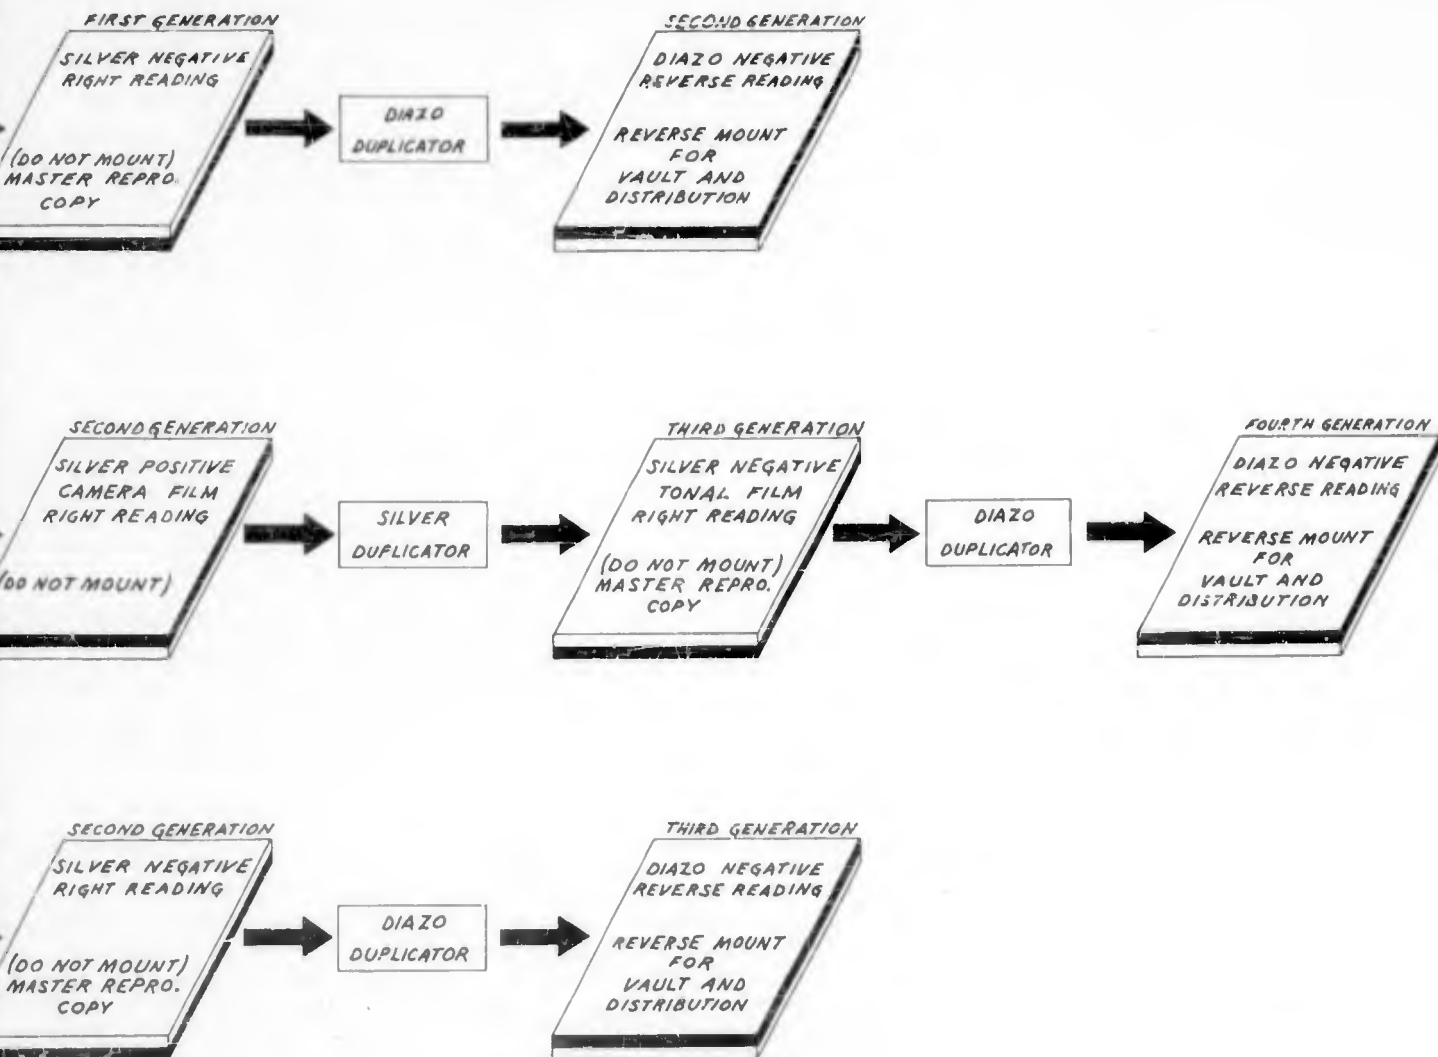 FIRST GENERATION
SILVER NEGATIVE
RIGHT READING
(DO NOT MOUNT)
MASTER REPRO.
COPY
DIAZO
DUPLICATOR
SECOND GENERATION
DIAZO NEGATIVE
REVERSE READING
REVERSE MOUNT
FOR
VAULT AND
DISTRIBUTION
SECOND GENERATION
SILVER POSITIVE
CAMERA FILM
RIGHT READING
(DO NOT MOUNT)
SILVER
DUPLICATOR
THIRD GENERATION
SILVER NEGATIVE
TONAL FILM
RIGHT READING
(DO NOT MOUNT)
MASTER REPRO.
COPY
DIAZO
DUPLICATOR
FOURTH GENERATION
DIAZO NEGATIVE
REVERSE READING
REVERSE MOUNT
FOR
VAULT AND
DISTRIBUTION
SECOND GENERATION
SILVER NEGATIVE
RIGHT READING
(DO NOT MOUNT)
MASTER REPRO.
COPY
DIAZO
DUPLICATOR
THIRD GENERATION
DIAZO NEGATIVE
REVERSE READING
REVERSE MOUNT
FOR
VAULT AND
DISTRIBUTION